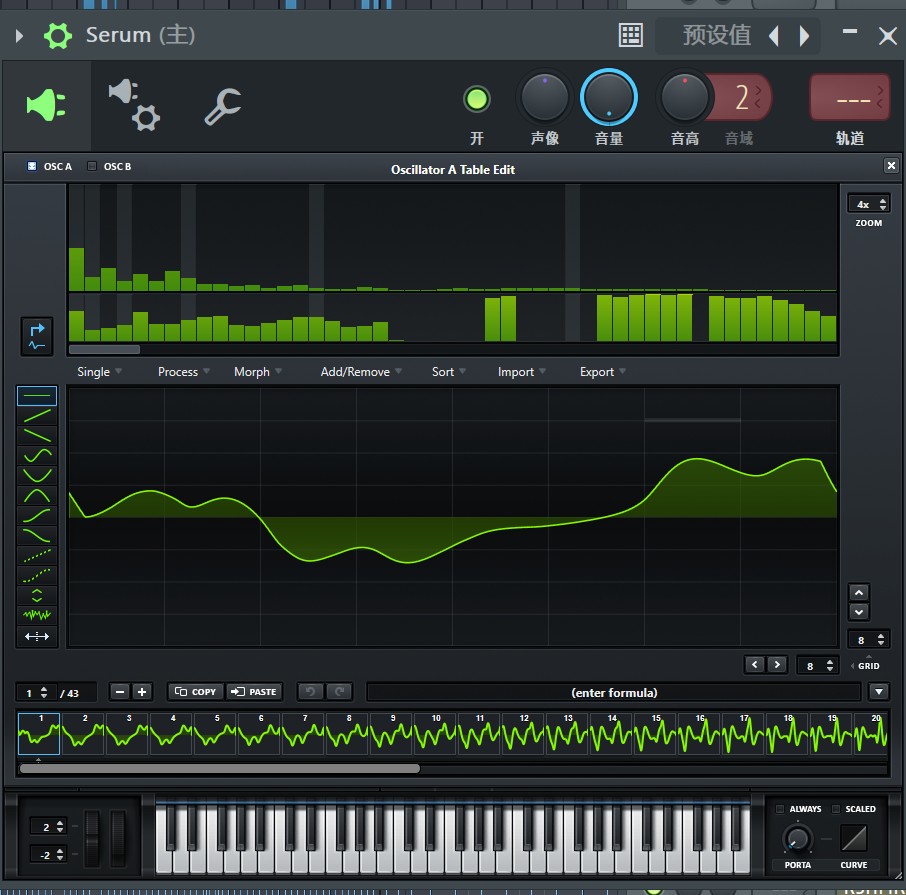 Serum (主)
预设值
开
声像
音量
音高
2
音域
---
轨道
OSC A
OSC B
Oscillator A Table Edit
4x
ZOOM
Single
Process
Morph
Add/Remove
Sort
Import
Export
8
8
GRID
1
/ 43
COPY
PASTE
(enter formula)
1 2 3 4 5 6 7 8 9 10 11 12 13 14 15 16 17 18 19 20
2
-2
ALWAYS
SCALED
PORTA
CURVE